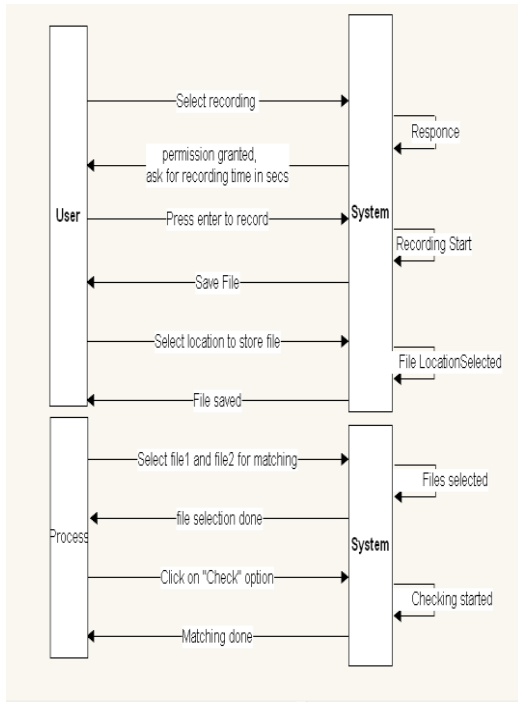 Select recording
Responce
permission granted,
ask for recording time in secs
User
System
Press enter to record
Recording Start
Save File
Select location to store file
File LocationSelected
File saved
Select file1 and file2 for matching
Files selected
file selection done
Process
System
Click on "Check" option
Checking started
Matching done